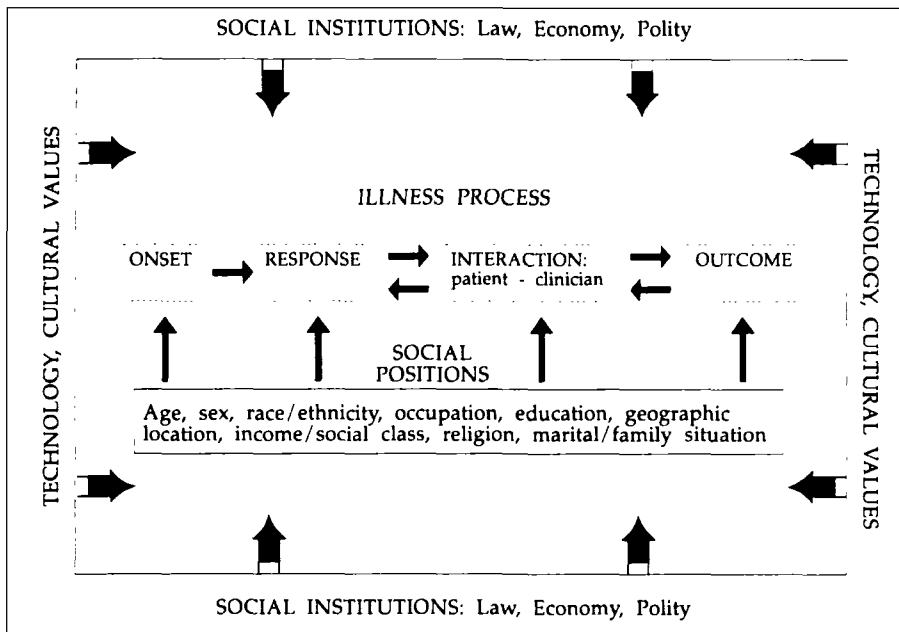 SOCIAL INSTITUTIONS: Law, Economy, Polity
TECHNOLOGY, CULTURAL VALUES
TECHNOLOGY, CULTURAL VALUES
ILLNESS PROCESS
ONSET
RESPONSE
INTERACTION:
patient - clinician
OUTCOME
SOCIAL
POSITIONS
Age, sex, race/ethnicity, occupation, education, geographic
location, income/social class, religion, marital/family situation
SOCIAL INSTITUTIONS: Law, Economy, Polity